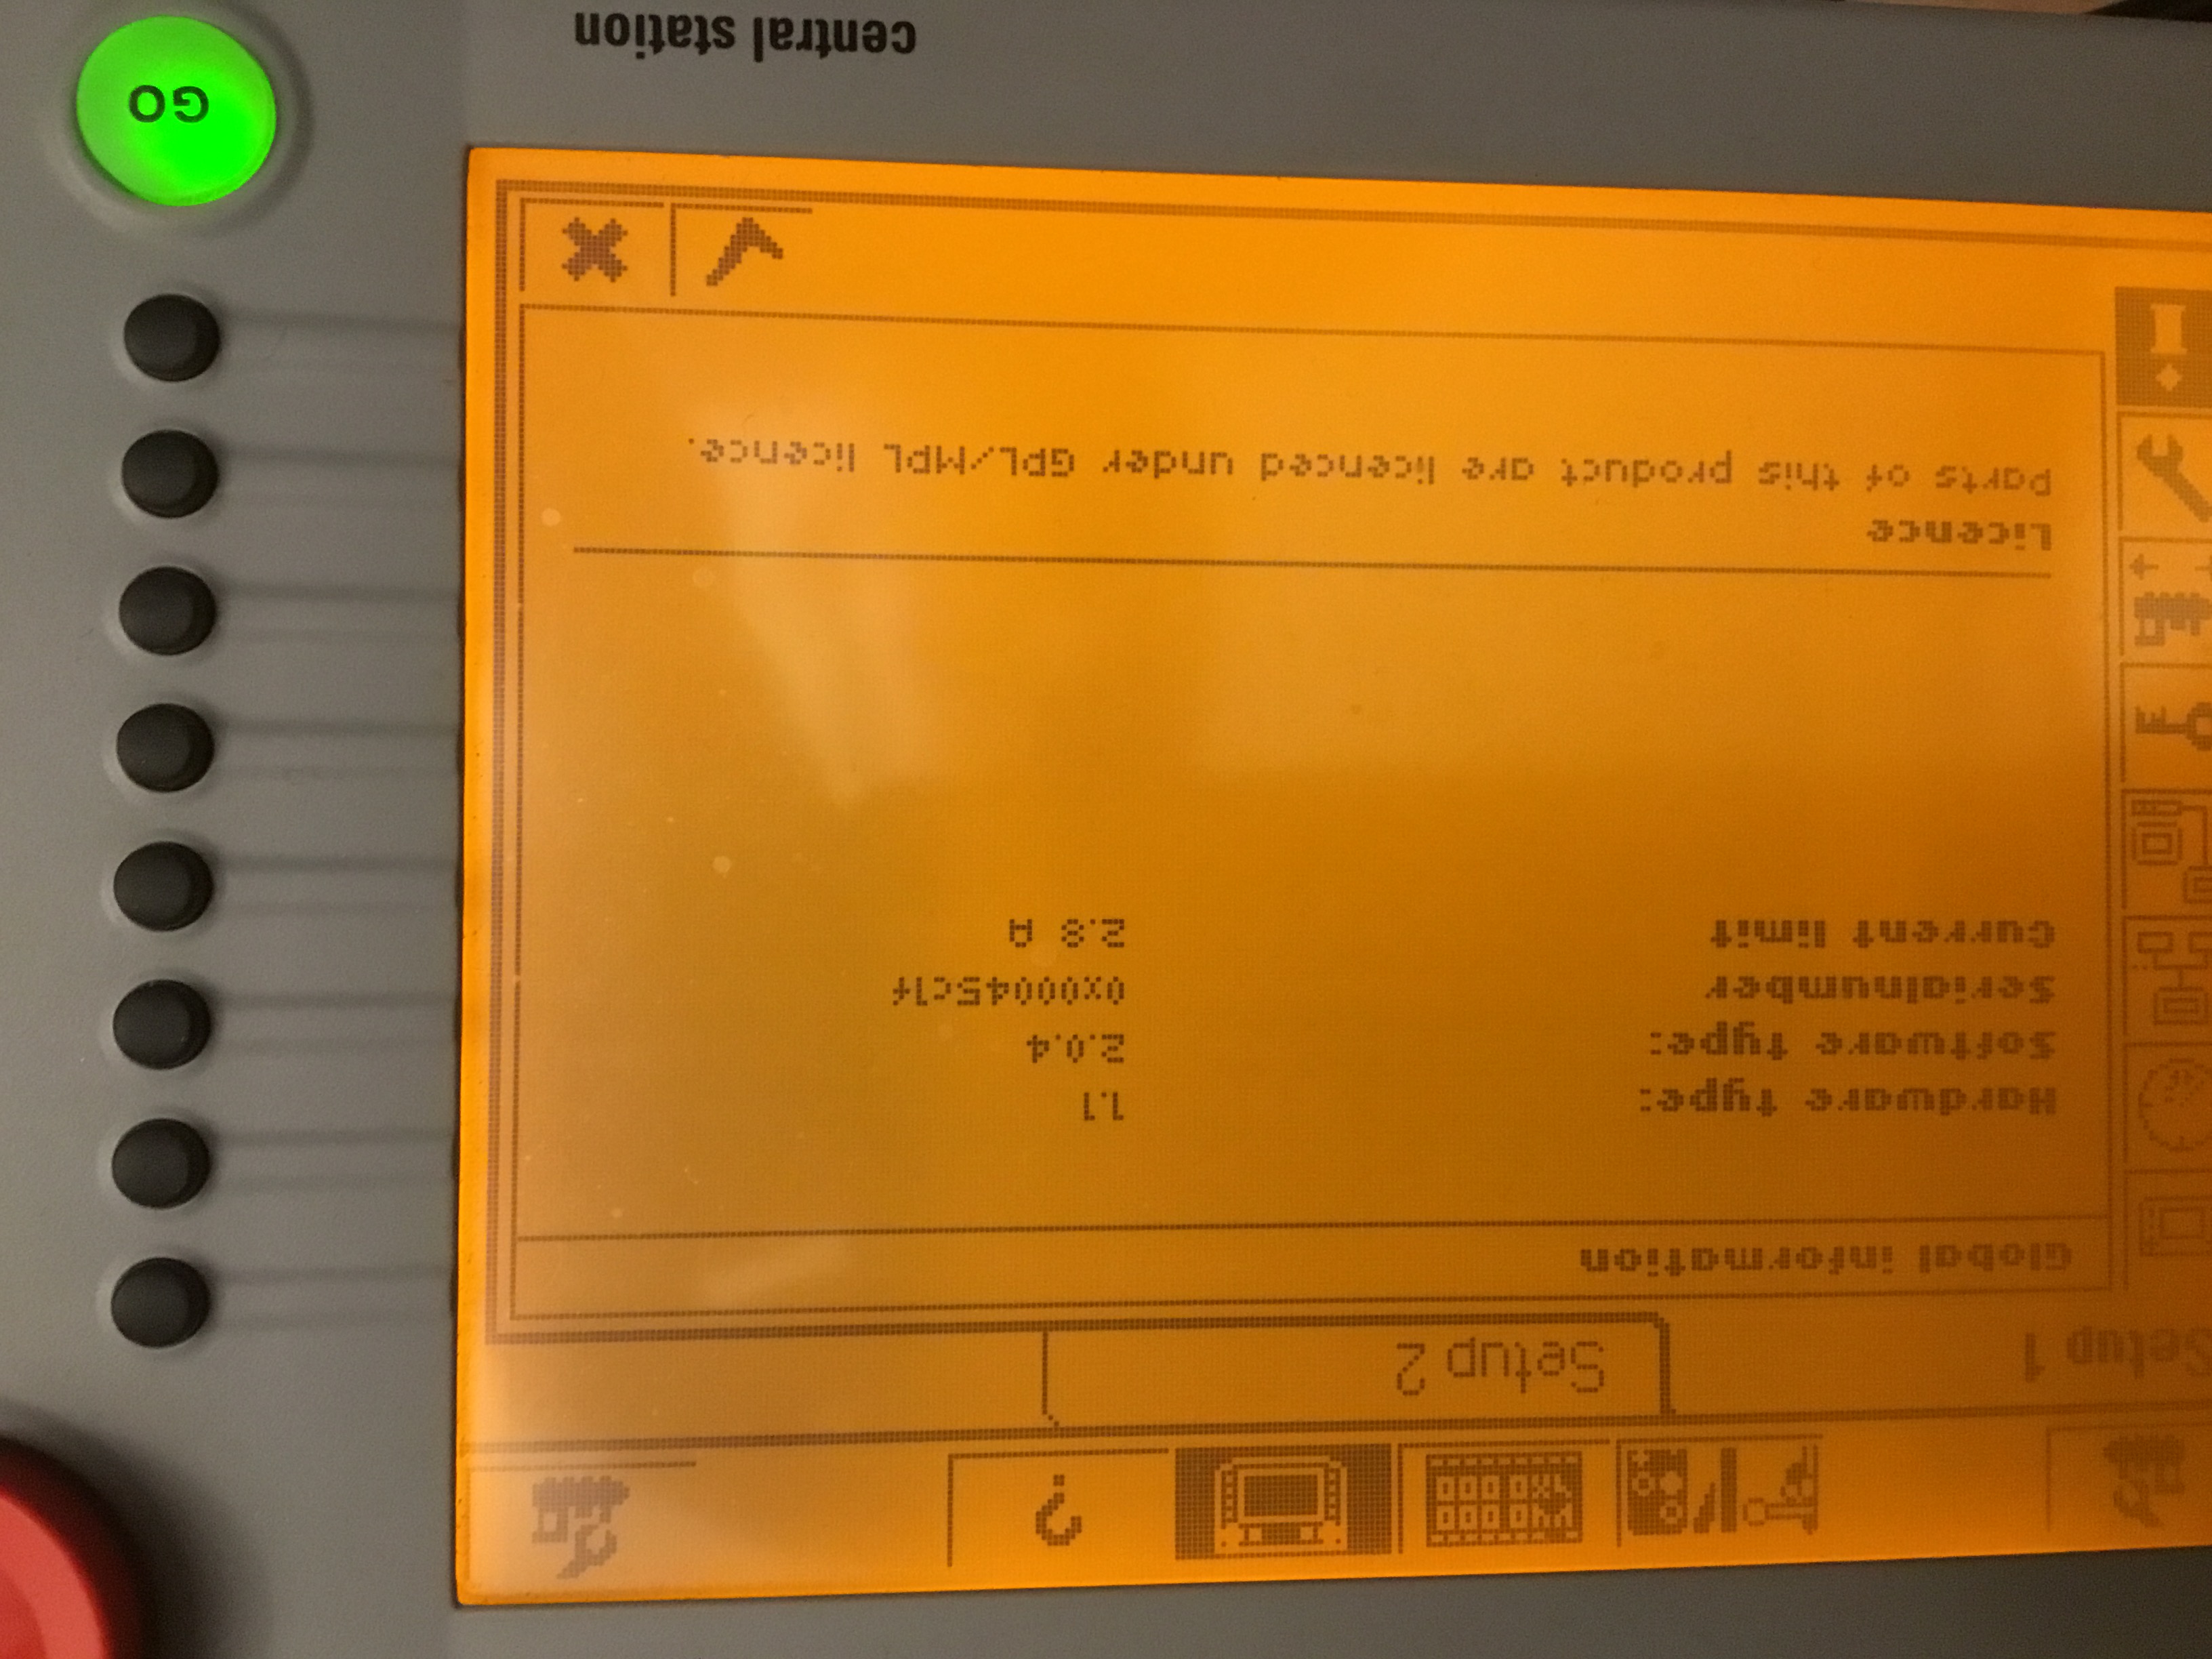 Setup 1
Setup 2
Global information
Hardware type: 1.1
Software type: 2.0.4
Serialnumber 0x00045c1f
Current limit 2.8 A
Licence
Parts of this product are licenced under GPL/MPL licence.
central station
GO